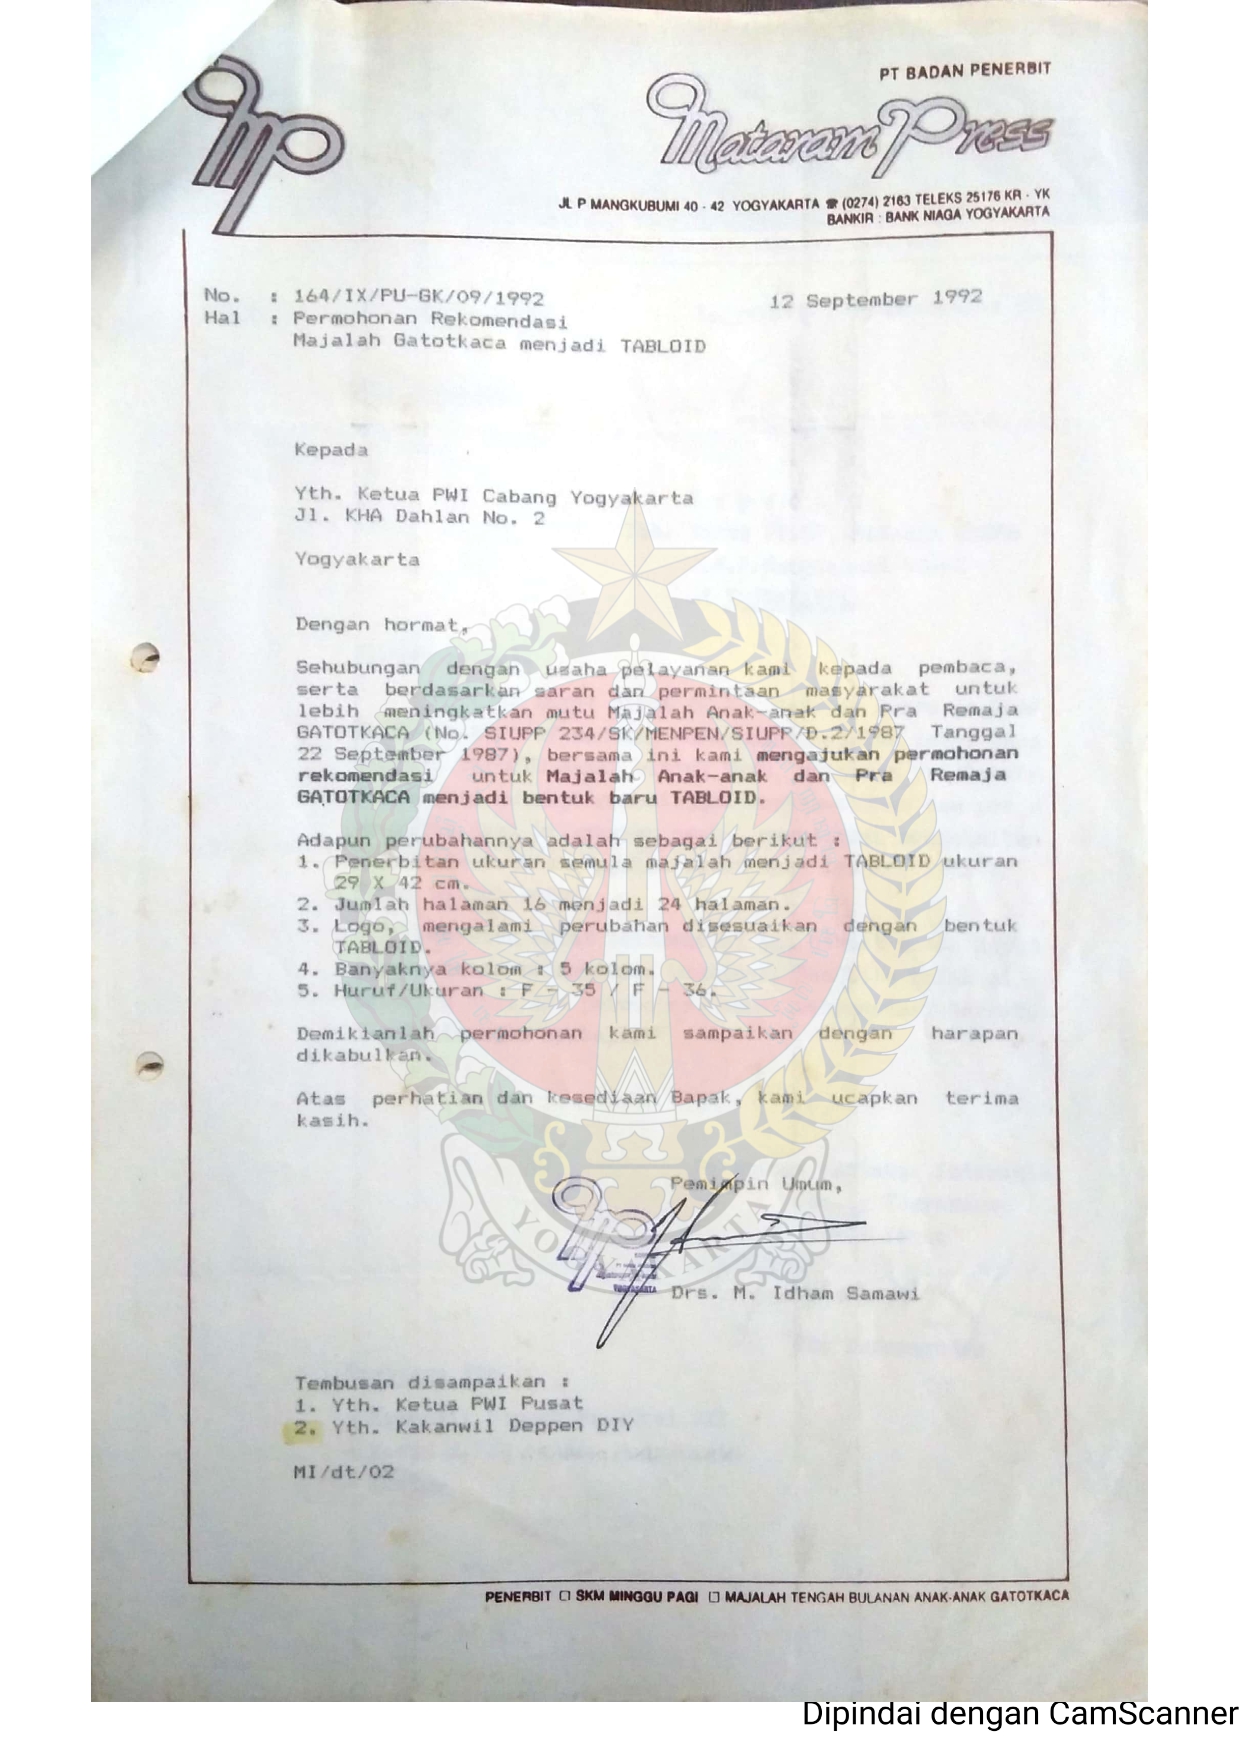 PT BADAN PENERBIT
Mataram Press
JL P MANGKUBUMI 40 - 42 YOGYAKARTA ☎ (0274) 2163 TELEKS 25176 KR - YK
BANKIR : BANK NIAGA YOGYAKARTA
No. : 164/IX/PU-GK/09/1992 12 September 1992
Hal : Permohonan Rekomendasi
Majalah Gatotkaca menjadi TABLOID
Kepada
Yth. Ketua PWI Cabang Yogyakarta
Jl. KHA Dahlan No. 2
Yogyakarta
Dengan hormat,
Sehubungan dengan usaha pelayanan kami kepada pembaca,
serta berdasarkan saran dan permintaan masyarakat untuk
lebih meningkatkan mutu Majalah Anak-anak dan Pra Remaja
GATOTKACA (No. SIUPP 234/SK/MENPEN/SIUPP/D.2/1987 Tanggal
22 September 1987), bersama ini kami mengajukan permohonan
rekomendasi untuk Majalah Anak-anak dan Pra Remaja
GATOTKACA menjadi bentuk baru TABLOID.
Adapun perubahannya adalah sebagai berikut :
1. Penerbitan ukuran semula majalah menjadi TABLOID ukuran
29 X 42 cm.
2. Jumlah halaman 16 menjadi 24 halaman.
3. Logo, mengalami perubahan disesuaikan dengan bentuk
TABLOID.
4. Banyaknya kolom : 5 kolom.
5. Huruf/Ukuran : F - 35 / F - 36.
Demikianlah permohonan kami sampaikan dengan harapan
dikabulkan.
Atas perhatian dan kesediaan Bapak, kami ucapkan terima
kasih.
Pemimpin Umum,
YOGYAKARTA
YOGYAKARTA
Drs. M. Idham Samawi
Tembusan disampaikan :
1. Yth. Ketua PWI Pusat
2. Yth. Kakanwil Deppen DIY
MI/dt/02
PENERBIT □ SKM MINGGU PAGI □ MAJALAH TENGAH BULANAN ANAK-ANAK GATOTKACA
Dipindai dengan CamScanner